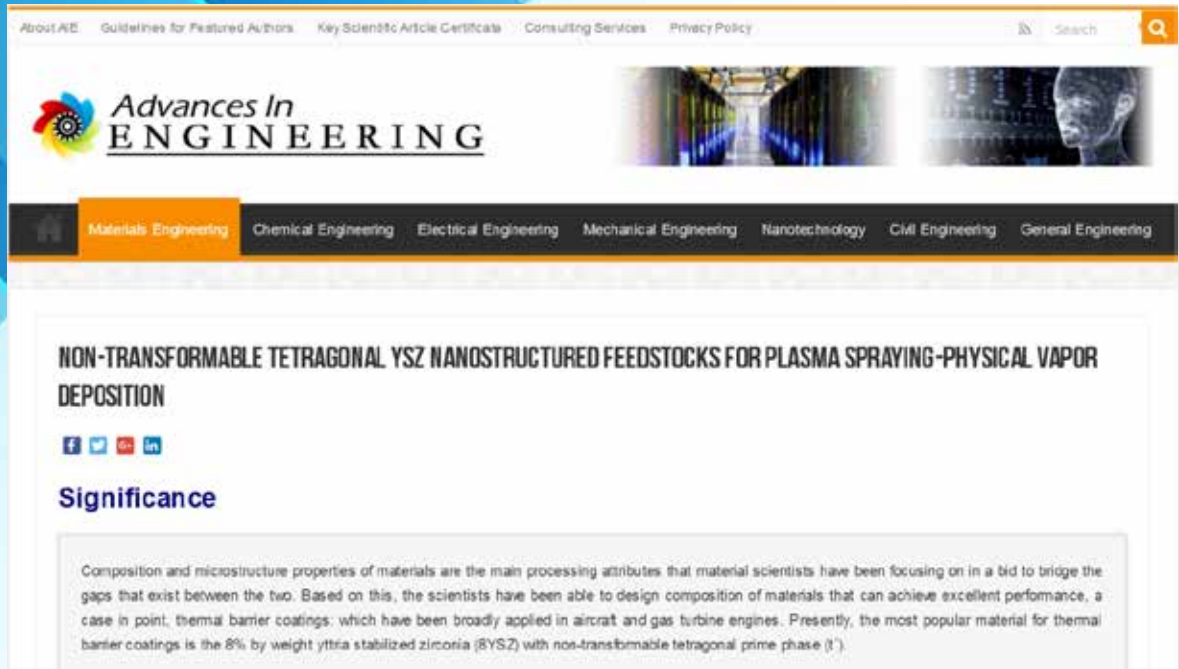 About AIE Guidelines for Featured Authors Key Scientific Article Certificate Consulting Services Privacy Policy Search
Advances In
ENGINEERING
Materials Engineering Chemical Engineering Electrical Engineering Mechanical Engineering Nanotechnology Civil Engineering General Engineering
NON-TRANSFORMABLE TETRAGONAL YSZ NANOSTRUCTURED FEEDSTOCKS FOR PLASMA SPRAYING-PHYSICAL VAPOR
DEPOSITION
Significance
Composition and microstructure properties of materials are the main processing attributes that material scientists have been focusing on in a bid to bridge the
gaps that exist between the two. Based on this, the scientists have been able to design composition of materials that can achieve excellent performance, a
case in point, thermal barrier coatings: which have been broadly applied in aircraft and gas turbine engines. Presently, the most popular material for thermal
barrier coatings is the 8% by weight yttria stabilized zirconia (8YSZ) with non-transformable tetragonal prime phase (t´).